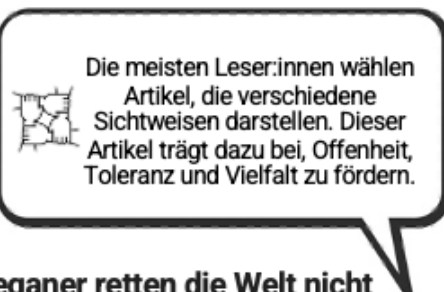 Die meisten Leser:innen wählen
Artikel, die verschiedene
Sichtweisen darstellen. Dieser
Artikel trägt dazu bei, Offenheit,
Toleranz und Vielfalt zu fördern.
eganer retten die Welt nicht